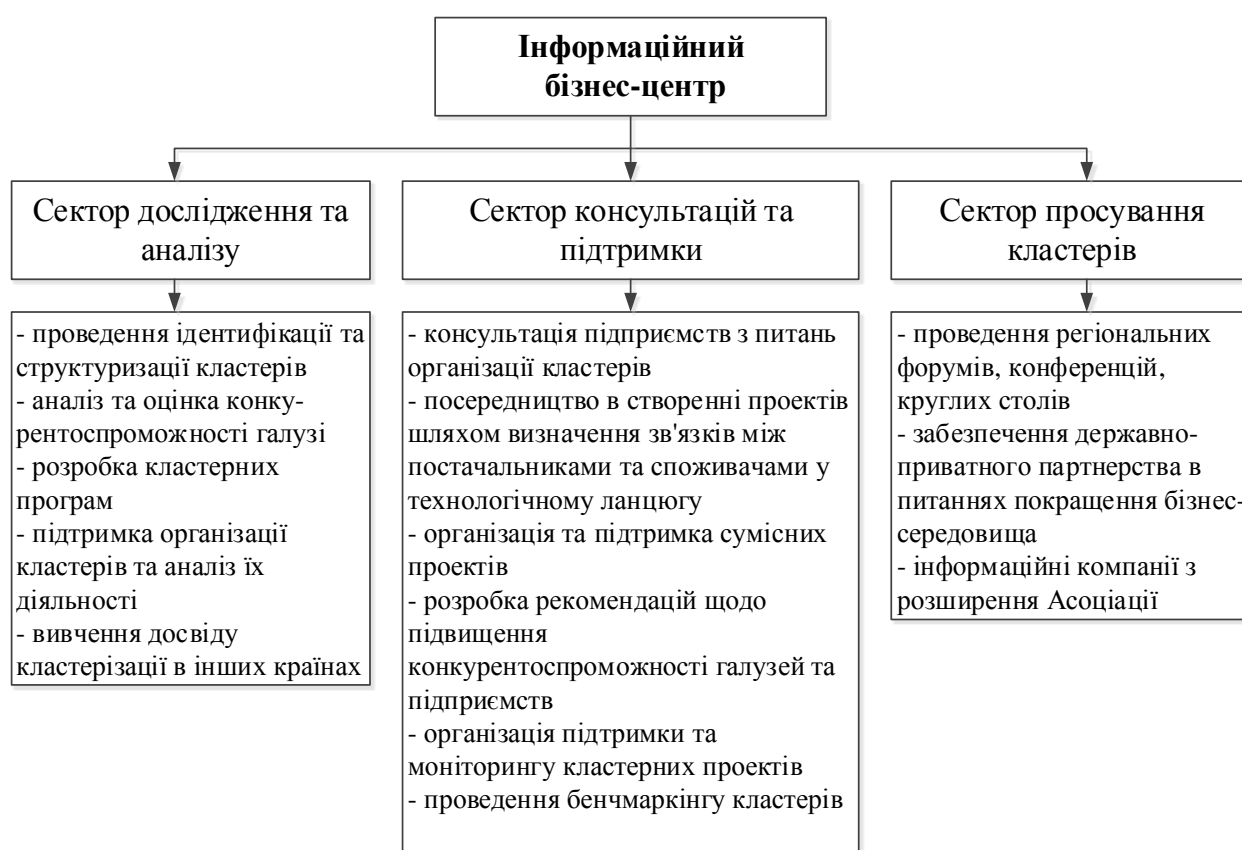 Інформаційний
бізнес-центр
Сектор дослідження та
аналізу
Сектор консультацій та
підтримки
Сектор просування
кластерів
- проведення ідентифікації та
структуризації кластерів
- аналіз та оцінка конку-
рентоспроможності галузі
- розробка кластерних
програм
- підтримка організації
кластерів та аналіз їх
діяльності
- вивчення досвіду
кластерізації в інших країнах
- консультація підприємств з питань
організації кластерів
- посередництво в створенні проектів
шляхом визначення зв'язків між
постачальниками та споживачами у
технологічному ланцюгу
- організація та підтримка сумісних
проектів
- розробка рекомендацій щодо
підвищення
конкурентоспроможності галузей та
підприємств
- організація підтримки та
моніторингу кластерних проектів
- проведення бенчмаркінгу кластерів
- проведення регіональних
форумів, конференцій,
круглих столів
- забезпечення державно-
приватного партнерства в
питаннях покращення бізнес-
середовища
- інформаційні компанії з
розширення Асоціації